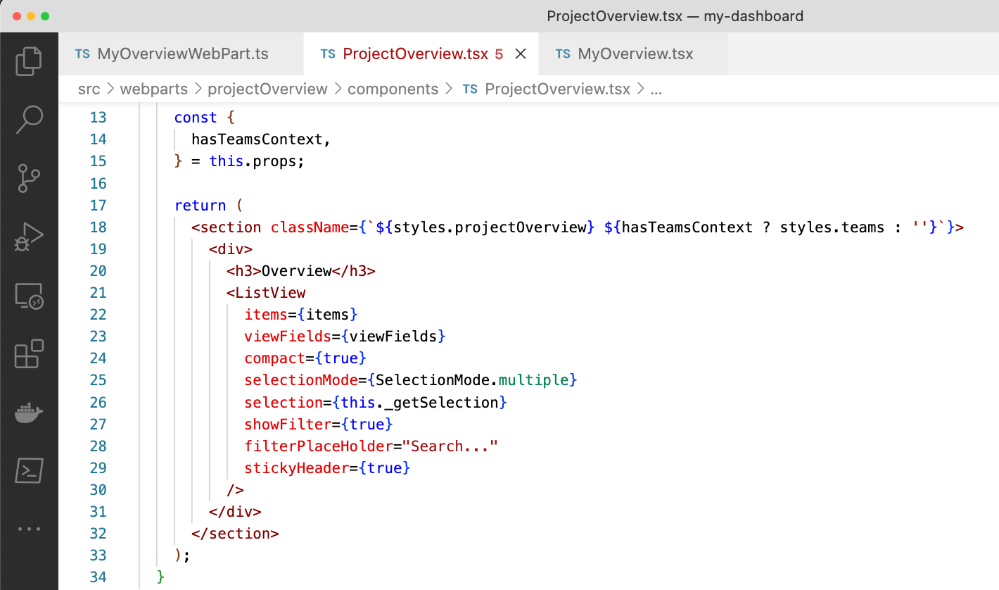 ProjectOverview.tsx — my-dashboard
TS MyOverviewWebPart.ts TS ProjectOverview.tsx 5 TS MyOverview.tsx
src > webparts > projectOverview > components > TS ProjectOverview.tsx > ...
13 const {
14 hasTeamsContext,
15 } = this.props;
16
17 return (
18 <section className={`${styles.projectOverview} ${hasTeamsContext ? styles.teams : ''}`}>
19 <div>
20 <h3>Overview</h3>
21 <ListView
22 items={items}
23 viewFields={viewFields}
24 compact={true}
25 selectionMode={SelectionMode.multiple}
26 selection={this._getSelection}
27 showFilter={true}
28 filterPlaceHolder="Search..."
29 stickyHeader={true}
30 />
31 </div>
32 </section>
33 );
34 }